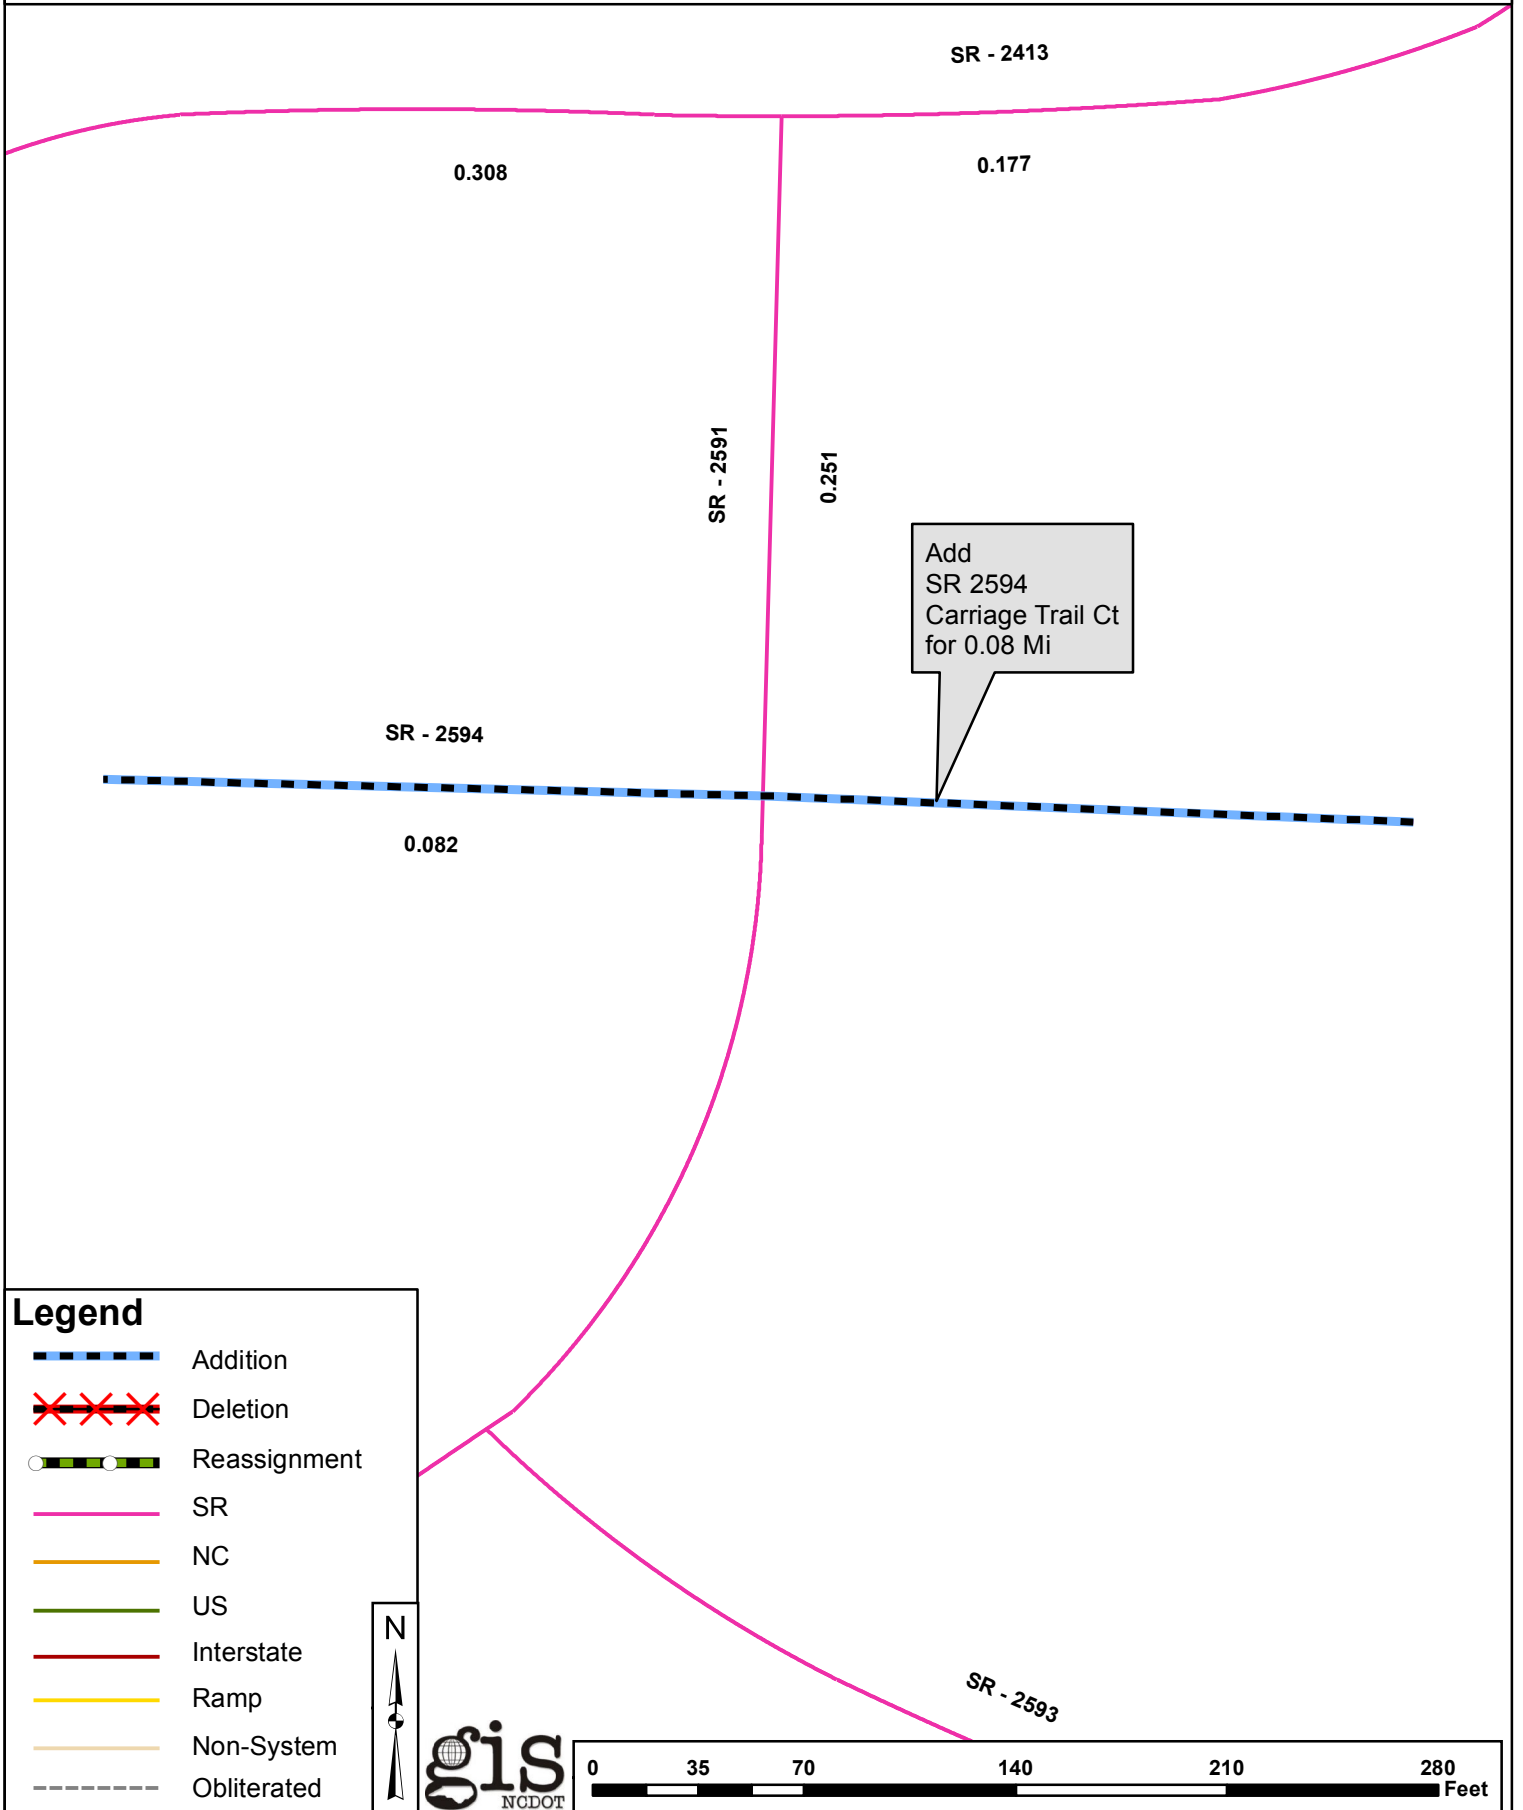 SR - 2413
0.308
0.177
SR - 2591
0.251
Add
SR 2594
Carriage Trail Ct
for 0.08 Mi
SR - 2594
0.082
Legend
Addition
Deletion
Reassignment
SR
NC
US
Interstate
Ramp
Non-System
Obliterated
N
SR - 2593
gis
NCDOT
0 35 70 140 210 280
Feet